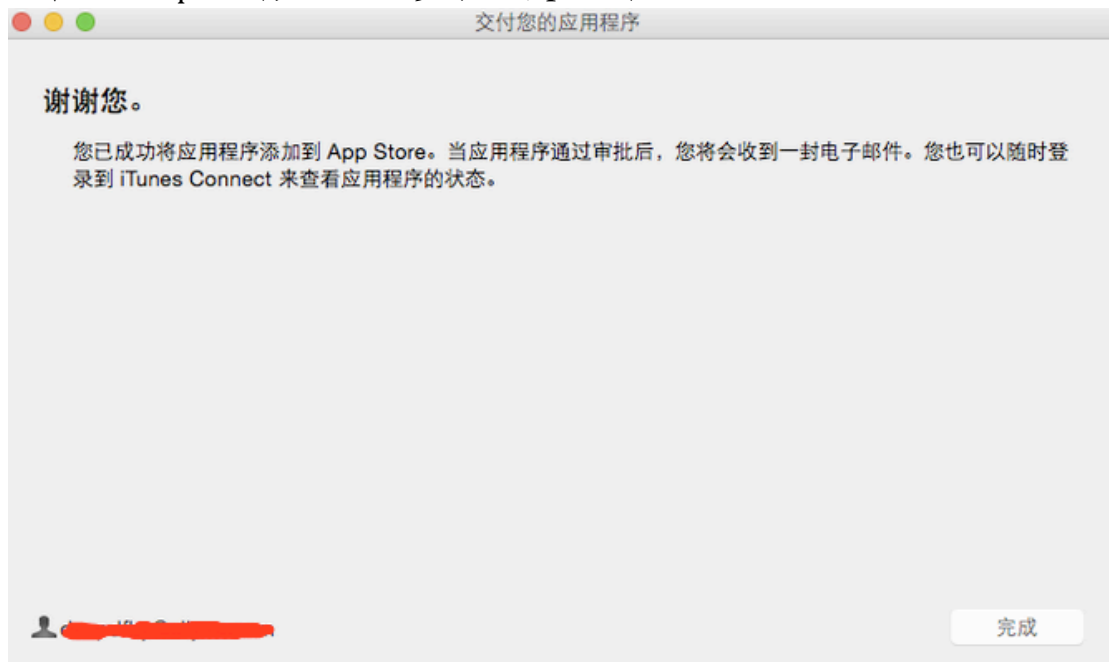 交付您的应用程序
谢谢您。
您已成功将应用程序添加到 App Store。当应用程序通过审批后，您将会收到一封电子邮件。您也可以随时登
录到 iTunes Connect 来查看应用程序的状态。
完成